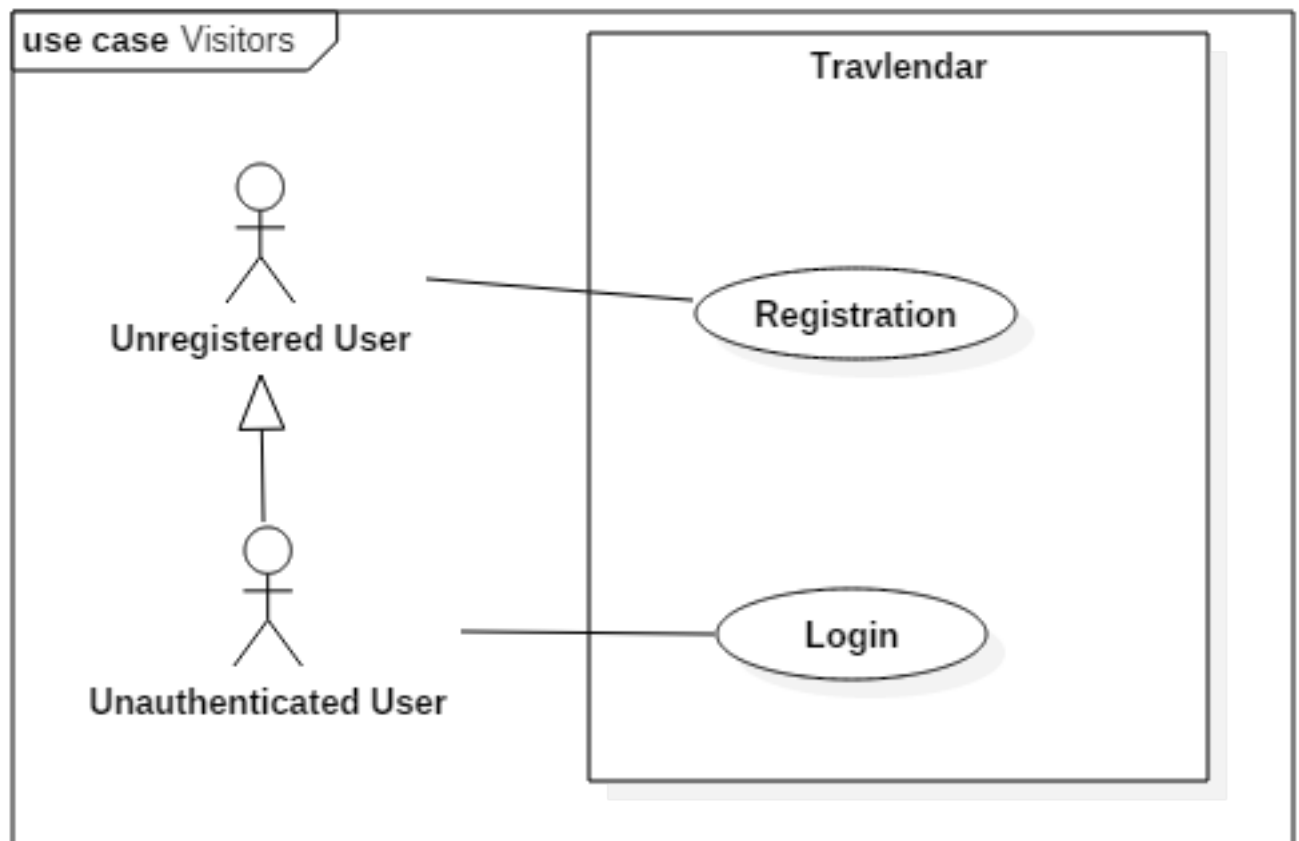 use case Visitors
Travlendar
Unregistered User
Registration
Unauthenticated User
Login